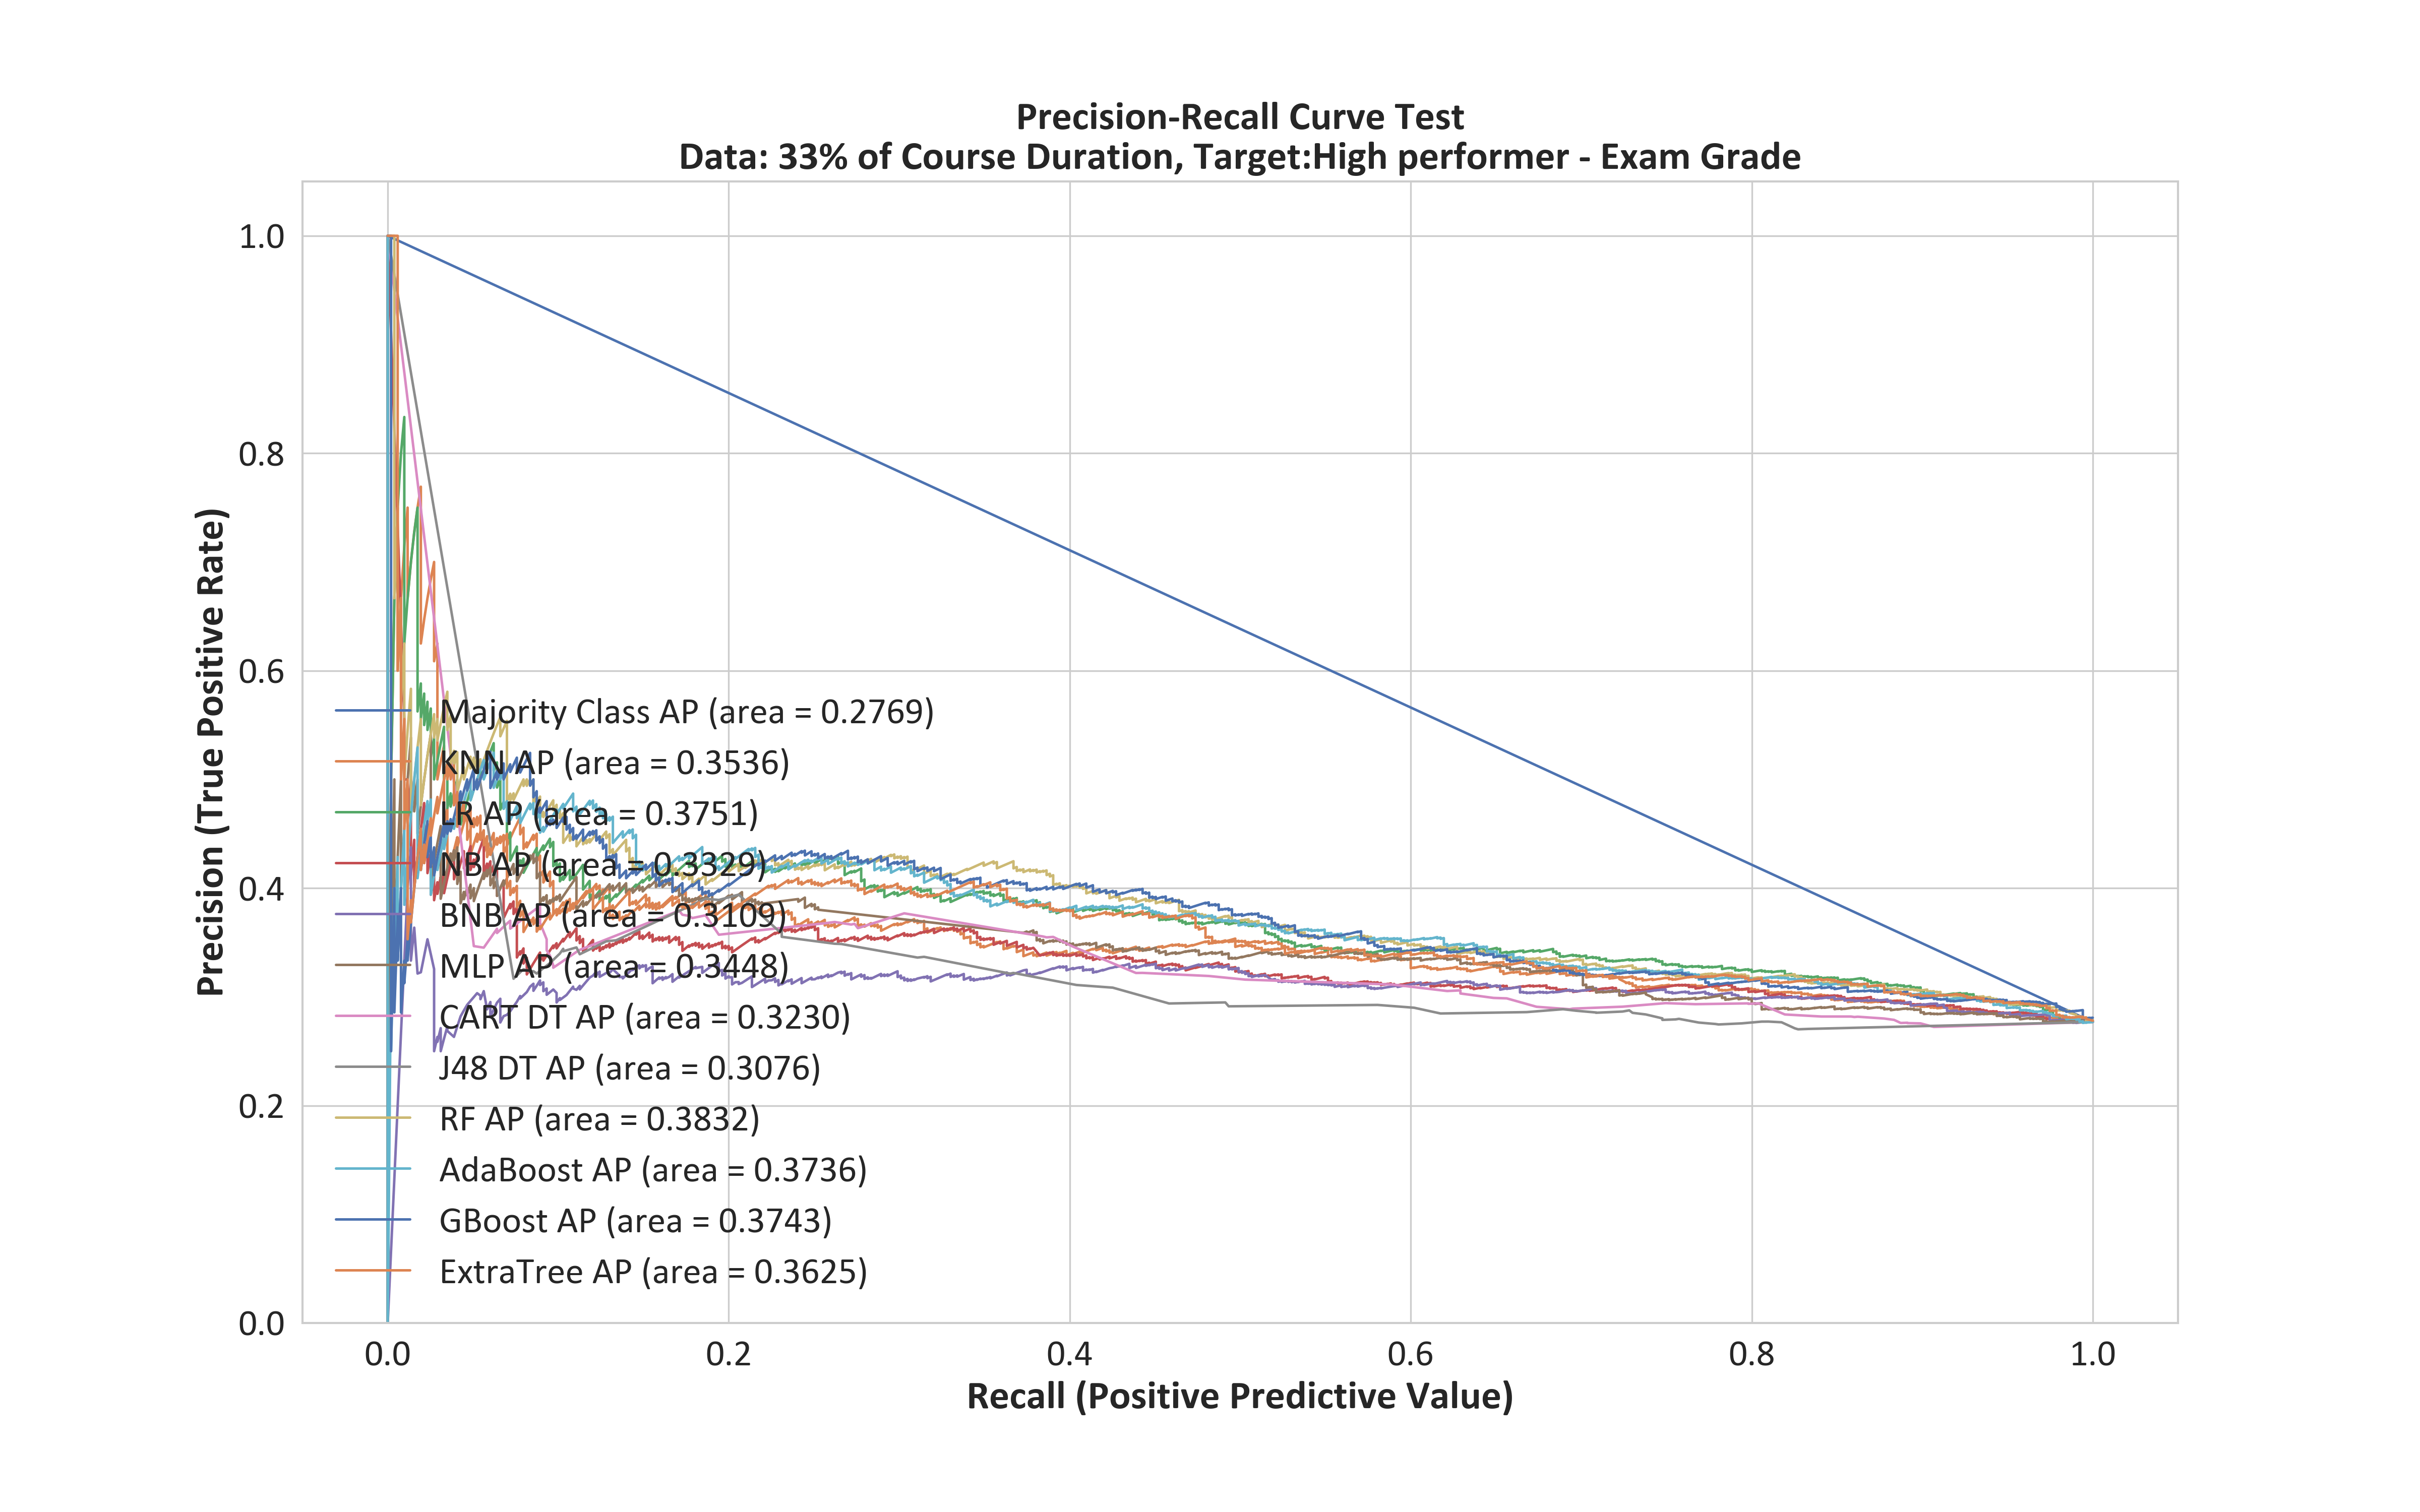 Precision-Recall Curve Test
Data: 33% of Course Duration, Target:High performer - Exam Grade
Precision (True Positive Rate)
1.0
0.8
0.6
0.4
0.2
0.0
Majority Class AP (area = 0.2769)
KNN AP (area = 0.3536)
LR AP (area = 0.3751)
NB AP (area = 0.3329)
BNB AP (area = 0.3109)
MLP AP (area = 0.3448)
CART DT AP (area = 0.3230)
J48 DT AP (area = 0.3076)
RF AP (area = 0.3832)
AdaBoost AP (area = 0.3736)
GBoost AP (area = 0.3743)
ExtraTree AP (area = 0.3625)
0.0 0.2 0.4 0.6 0.8 1.0
Recall (Positive Predictive Value)